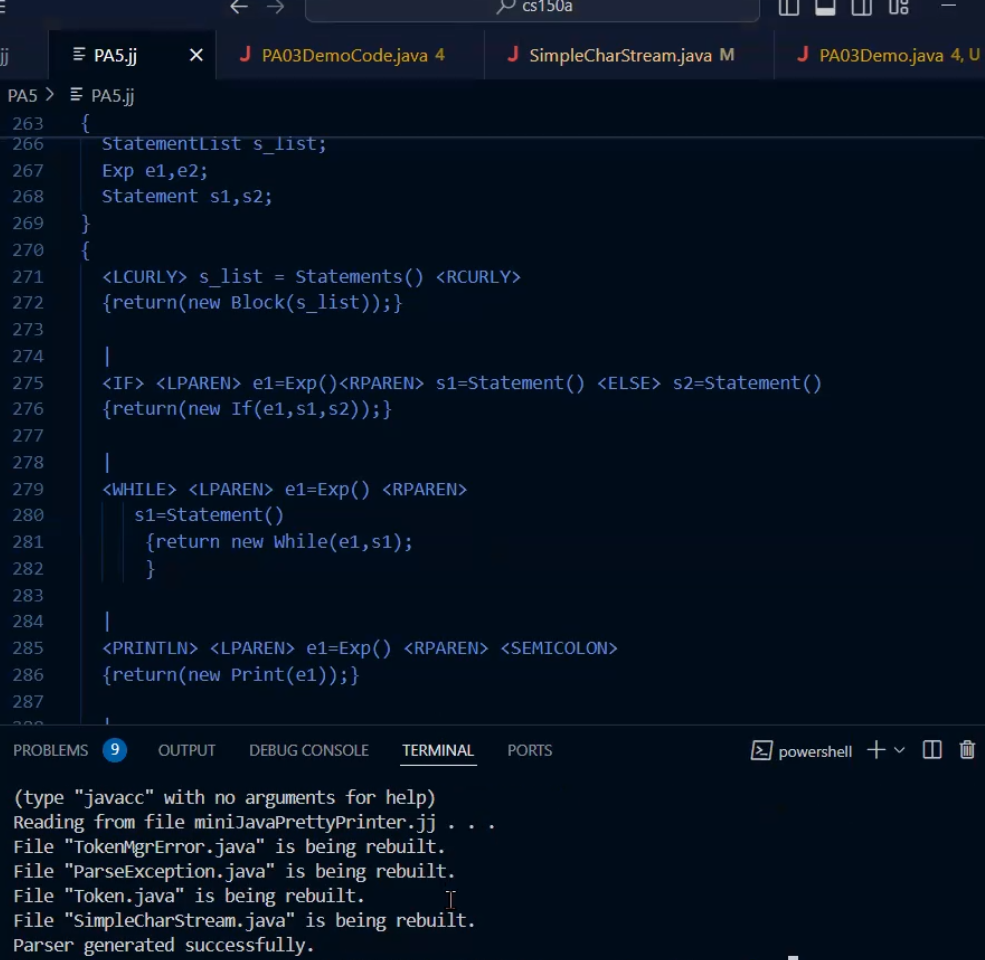 cs150a
jj
PA5.jj
J PA03DemoCode.java 4
J SimpleCharStream.java M
J PA03Demo.java 4, U
PA5 > PA5.jj
263 {
266 StatementList s_list;
267 Exp e1,e2;
268 Statement s1,s2;
269 }
270 {
271 <LCURLY> s_list = Statements() <RCURLY>
272 {return(new Block(s_list));}
273
274 |
275 <IF> <LPAREN> e1=Exp()<RPAREN> s1=Statement() <ELSE> s2=Statement()
276 {return(new If(e1,s1,s2));}
277
278 |
279 <WHILE> <LPAREN> e1=Exp() <RPAREN>
280 s1=Statement()
281 {return new While(e1,s1);
282 }
283
284 |
285 <PRINTLN> <LPAREN> e1=Exp() <RPAREN> <SEMICOLON>
286 {return(new Print(e1));}
287
PROBLEMS 9 OUTPUT DEBUG CONSOLE TERMINAL PORTS powershell
(type "javacc" with no arguments for help)
Reading from file miniJavaPrettyPrinter.jj . . .
File "TokenMgrError.java" is being rebuilt.
File "ParseException.java" is being rebuilt.
File "Token.java" is being rebuilt.
File "SimpleCharStream.java" is being rebuilt.
Parser generated successfully.